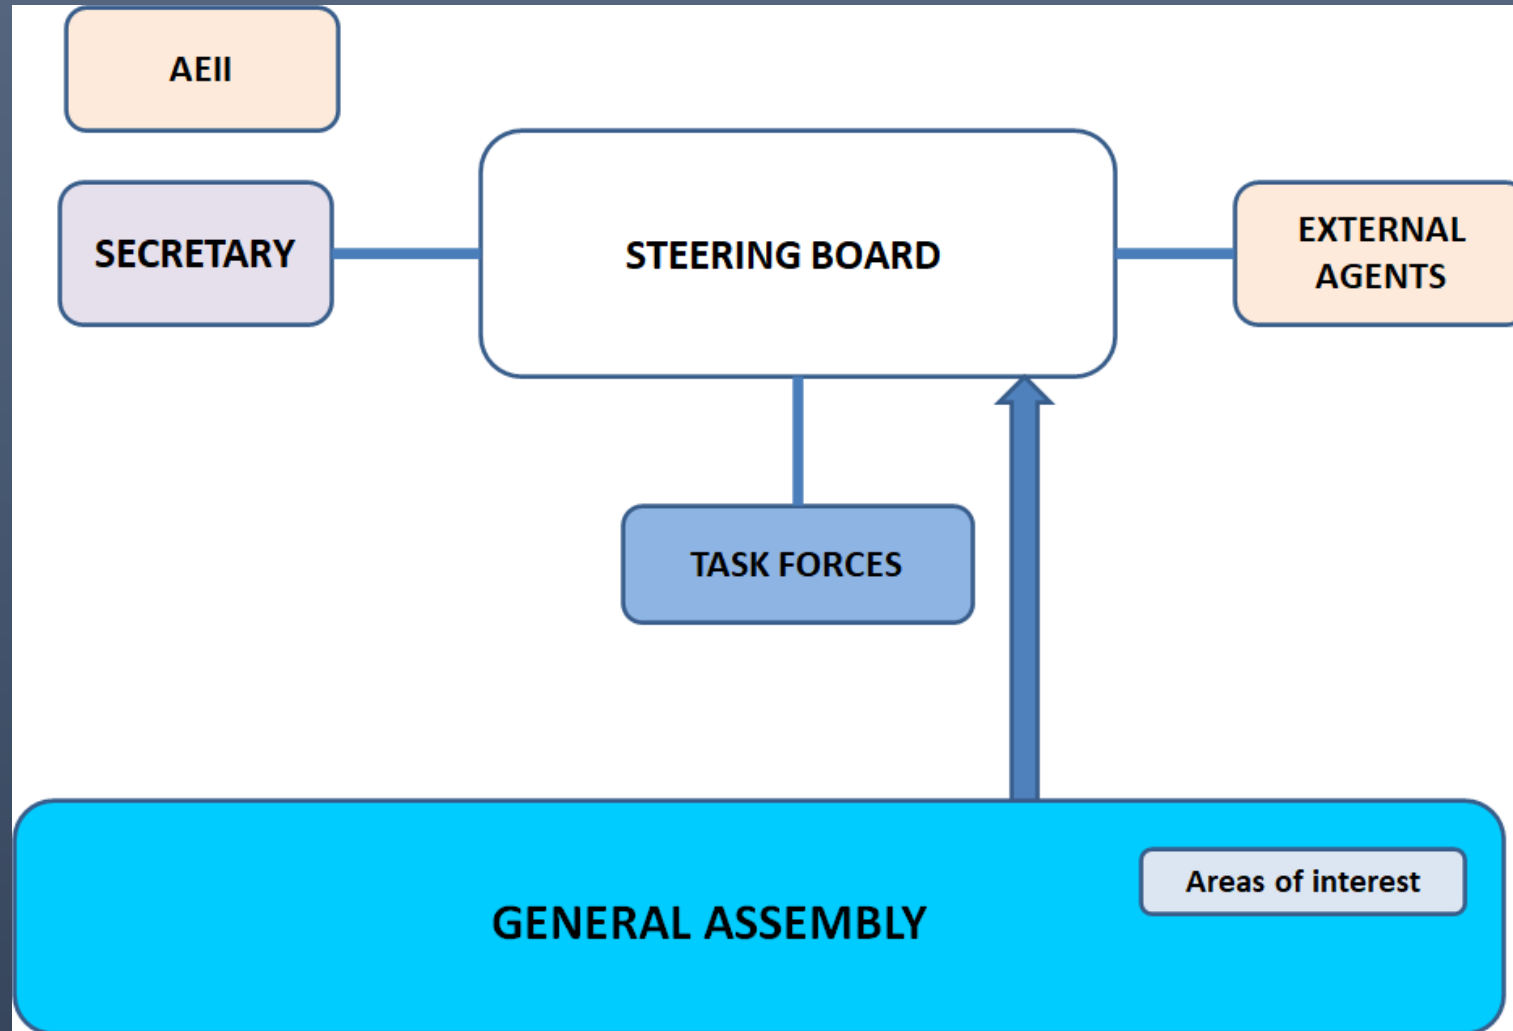 AEII
SECRETARY
STEERING BOARD
EXTERNAL
AGENTS
TASK FORCES
Areas of interest
GENERAL ASSEMBLY